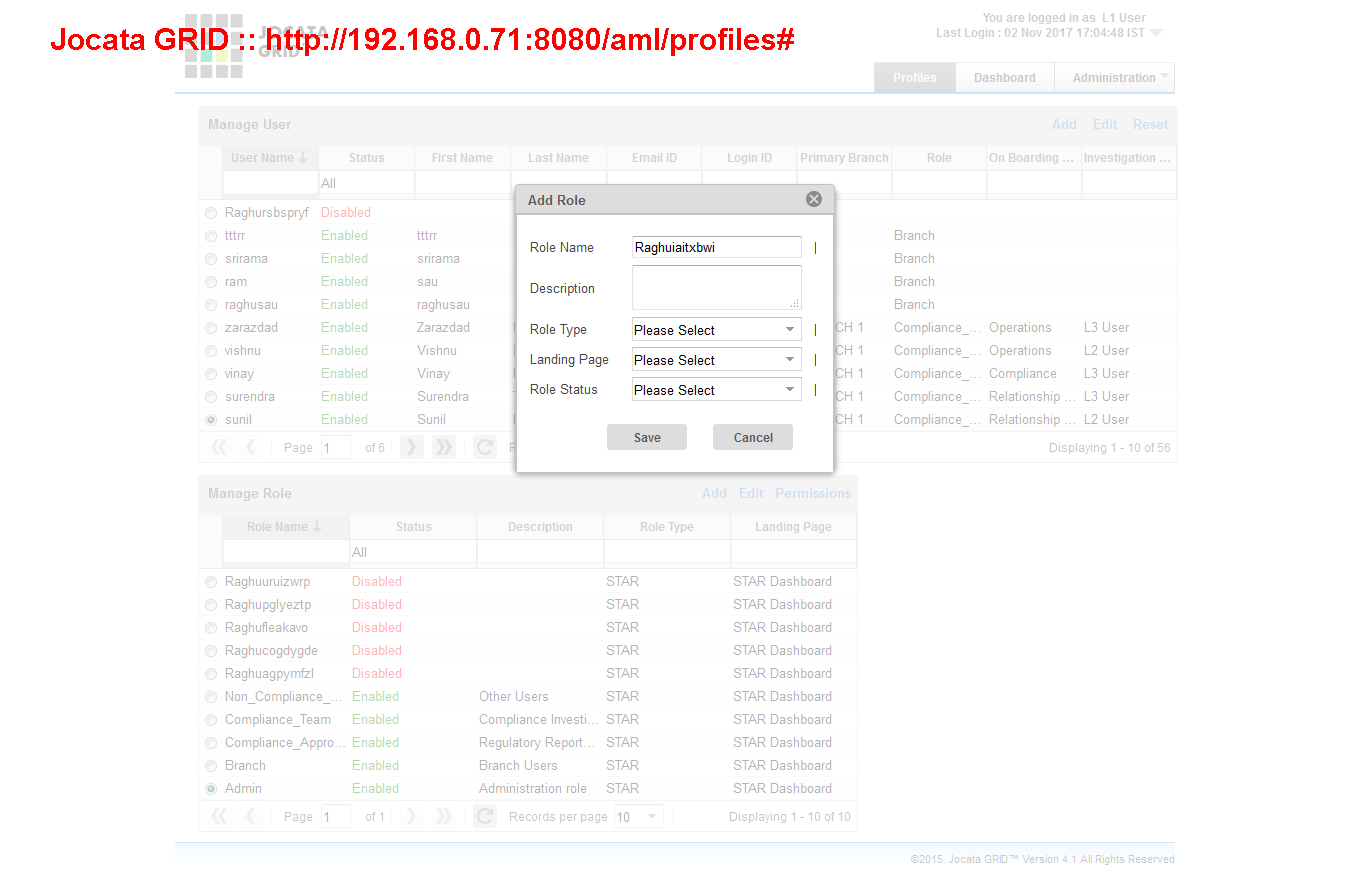 You are logged in as L1 User
Jocata GRID :: http://192.168.0.71:8080/aml/profiles#
JOCATA
GRID
Last Login : 02 Nov 2017 17:04:48 IST
Profiles Dashboard Administration
Manage User Add Edit Reset
User Name Status First Name Last Name Email ID Login ID Primary Branch Role On Boarding ... Investigation ...
All
Add Role
Raghursbspryf Disabled
tttrr Enabled tttrr Branch
Role Name Raghuiaitxbwi
srirama Enabled srirama Branch
ram Enabled sau Branch
Description
raghusau Enabled raghusau Branch
zarazdad Enabled Zarazdad CH 1 Compliance_... Operations L3 User
Role Type Please Select
vishnu Enabled Vishnu CH 1 Compliance_... Operations L2 User
Landing Page Please Select
vinay Enabled Vinay CH 1 Compliance_... Compliance L3 User
Role Status Please Select
surendra Enabled Surendra CH 1 Compliance_... Relationship ... L3 User
sunil Enabled Sunil CH 1 Compliance_... Relationship ... L2 User
Save Cancel
Page 1 of 6 Displaying 1 - 10 of 56
Manage Role Add Edit Permissions
Role Name Status Description Role Type Landing Page
All
Raghuuruizwrp Disabled STAR STAR Dashboard
Raghupglyeztp Disabled STAR STAR Dashboard
Raghufleakavo Disabled STAR STAR Dashboard
Raghucogdygde Disabled STAR STAR Dashboard
Raghuagpymfzl Disabled STAR STAR Dashboard
Non_Compliance_... Enabled Other Users STAR STAR Dashboard
Compliance_Team Enabled Compliance Investi... STAR STAR Dashboard
Compliance_Appro... Enabled Regulatory Report... STAR STAR Dashboard
Branch Enabled Branch Users STAR STAR Dashboard
Admin Enabled Administration role STAR STAR Dashboard
Page 1 of 1 Records per page 10 Displaying 1 - 10 of 10
©2015. Jocata GRID™ Version 4.1 All Rights Reserved